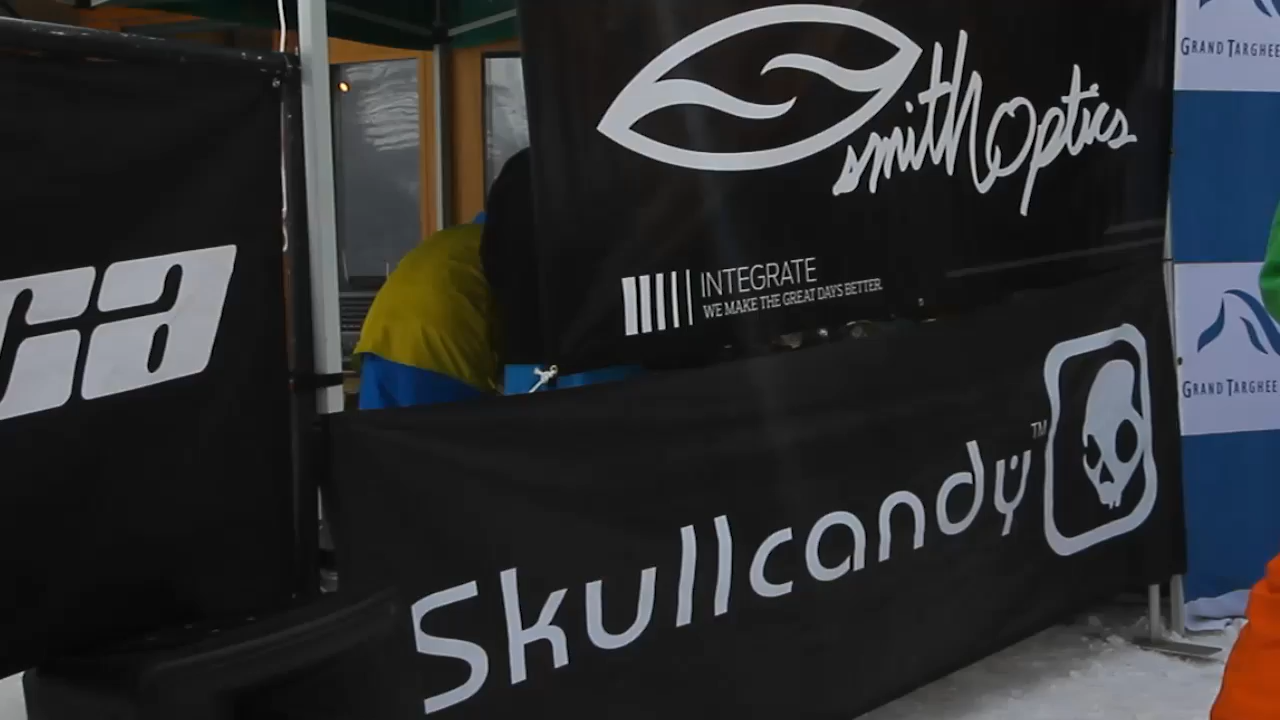 smith optics
INTEGRATE
WE MAKE THE GREAT DAYS BETTER.
Skullcandy™
GRAND TARGHEE
GRAND TARGHEE